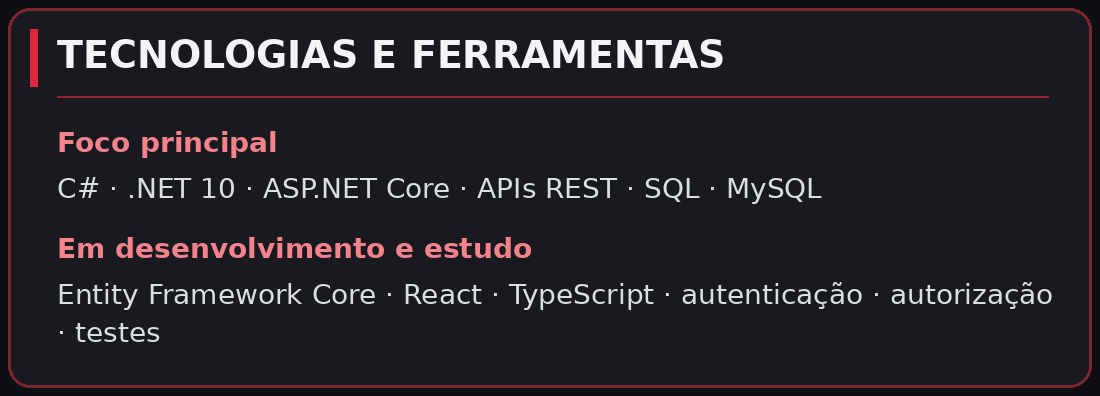 TECNOLOGIAS E FERRAMENTAS
Foco principal
C# · .NET 10 · ASP.NET Core · APIs REST · SQL · MySQL
Em desenvolvimento e estudo
Entity Framework Core · React · TypeScript · autenticação · autorização
· testes